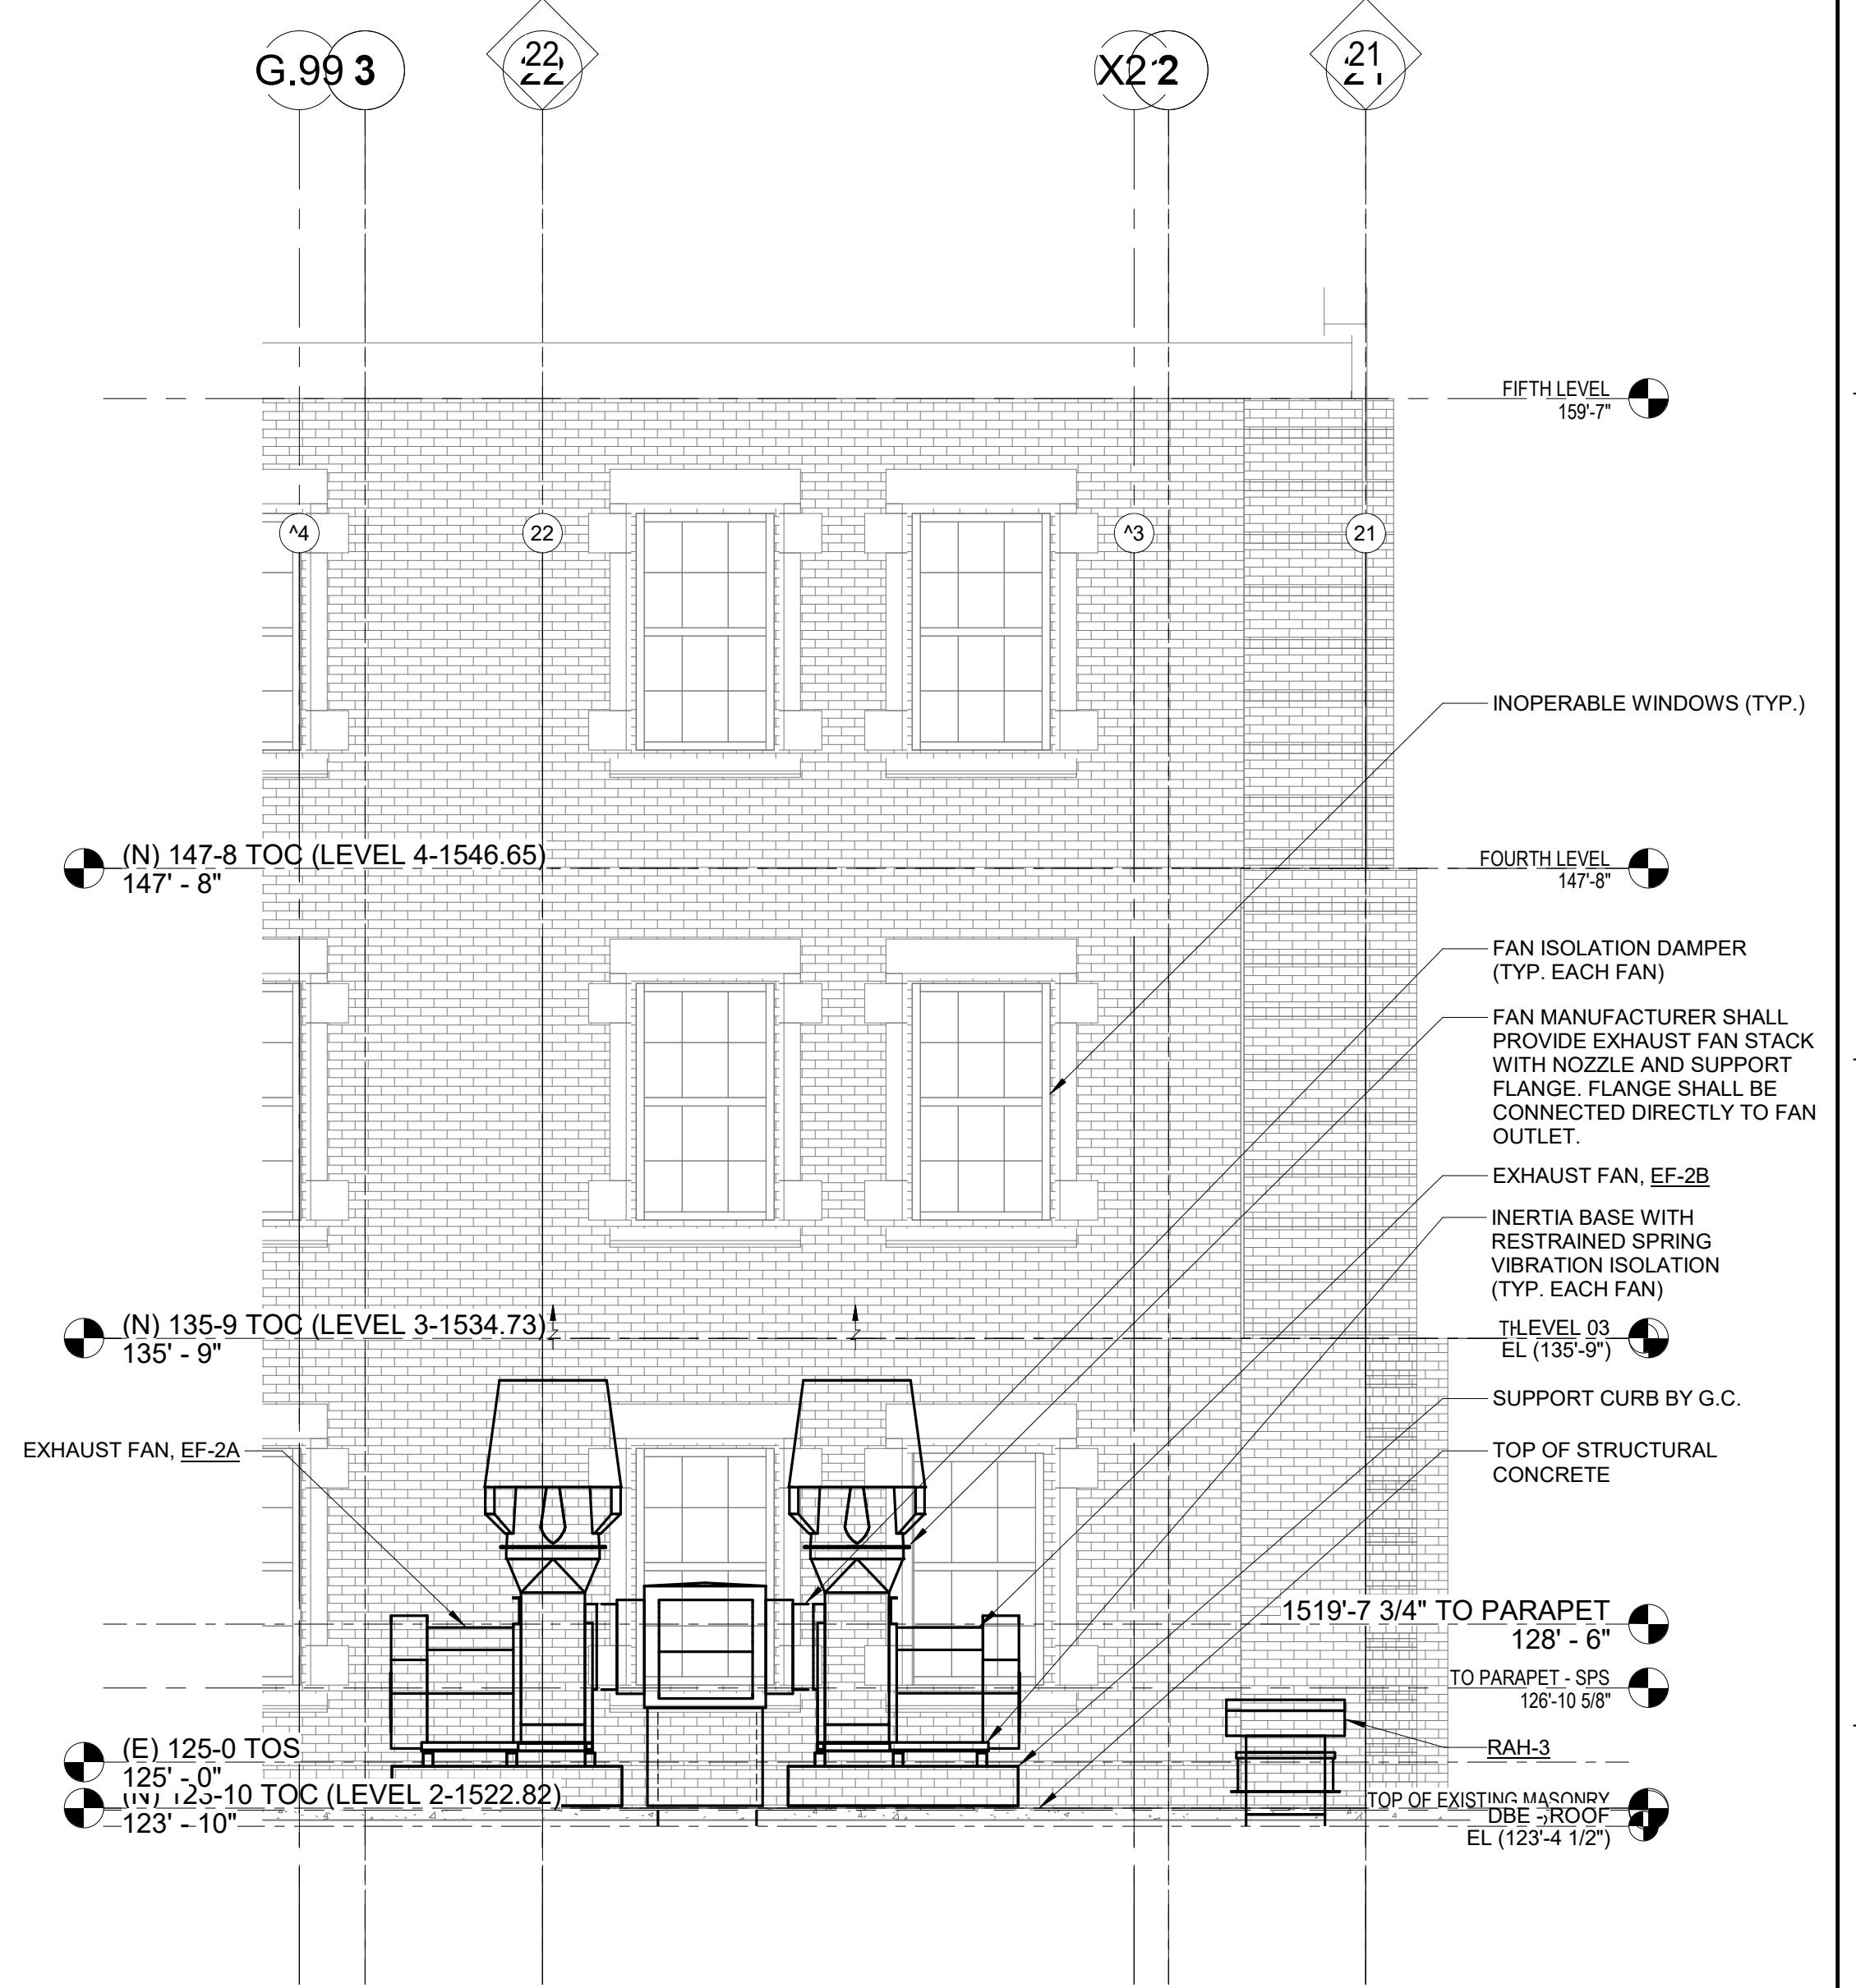 G.99 3
22
22
X2 2
21
21
FIFTH LEVEL
159'-7"
^4
22
^3
21
INOPERABLE WINDOWS (TYP.)
(N) 147-8 TOC (LEVEL 4-1546.65)
147' - 8"
FOURTH LEVEL
147'-8"
FAN ISOLATION DAMPER
(TYP. EACH FAN)
FAN MANUFACTURER SHALL
PROVIDE EXHAUST FAN STACK
WITH NOZZLE AND SUPPORT
FLANGE. FLANGE SHALL BE
CONNECTED DIRECTLY TO FAN
OUTLET.
EXHAUST FAN, EF-2B
INERTIA BASE WITH
RESTRAINED SPRING
VIBRATION ISOLATION
(TYP. EACH FAN)
(N) 135-9 TOC (LEVEL 3-1534.73)
135' - 9"
LEVEL 03
EL (135'-9")
SUPPORT CURB BY G.C.
EXHAUST FAN, EF-2A
TOP OF STRUCTURAL
CONCRETE
1519'-7 3/4" TO PARAPET
128' - 6"
TO PARAPET - SPS
126'-10 5/8"
RAH-3
(E) 125-0 TOS
125' - 0"
(N) 123-10 TOC (LEVEL 2-1522.82)
123' - 10"
TOP OF EXISTING MASONRY
DBE - ROOF
EL (123'-4 1/2")